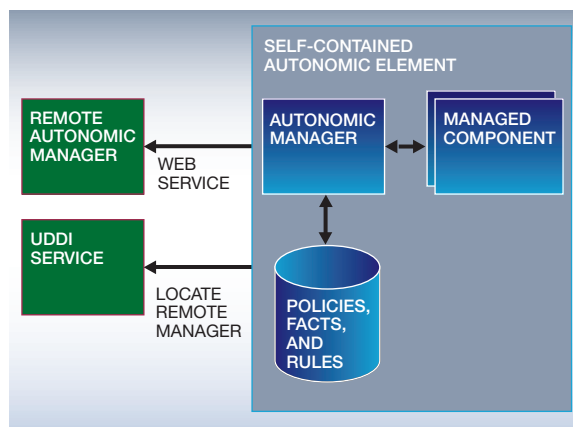 SELF-CONTAINED
AUTONOMIC ELEMENT
REMOTE
AUTONOMIC
MANAGER
AUTONOMIC
MANAGER
MANAGED
COMPONENT
WEB
SERVICE
UDDI
SERVICE
LOCATE
REMOTE
MANAGER
POLICIES,
FACTS,
AND
RULES